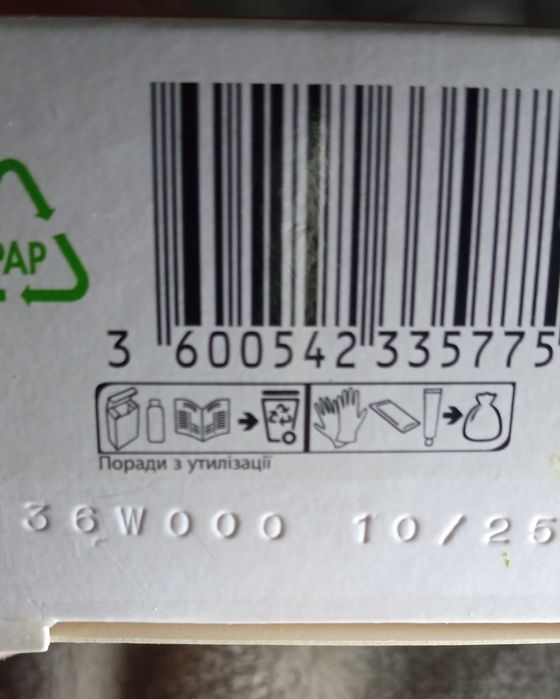 PAP
3 600542 335775
Поради з утилізації
36W000 10/25